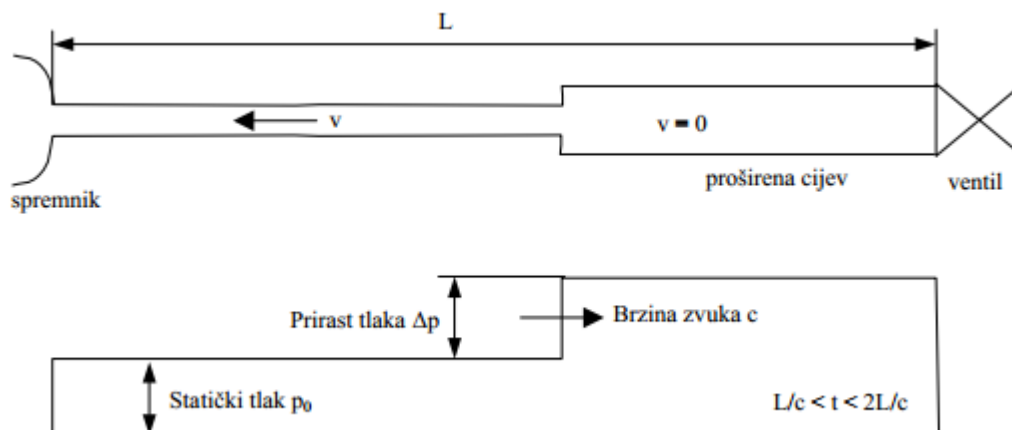 L
v
v = 0
proširena cijev
ventil
spremnik
Prirast tlaka Δp
Brzina zvuka c
Statički tlak p₀
L/c < t < 2L/c